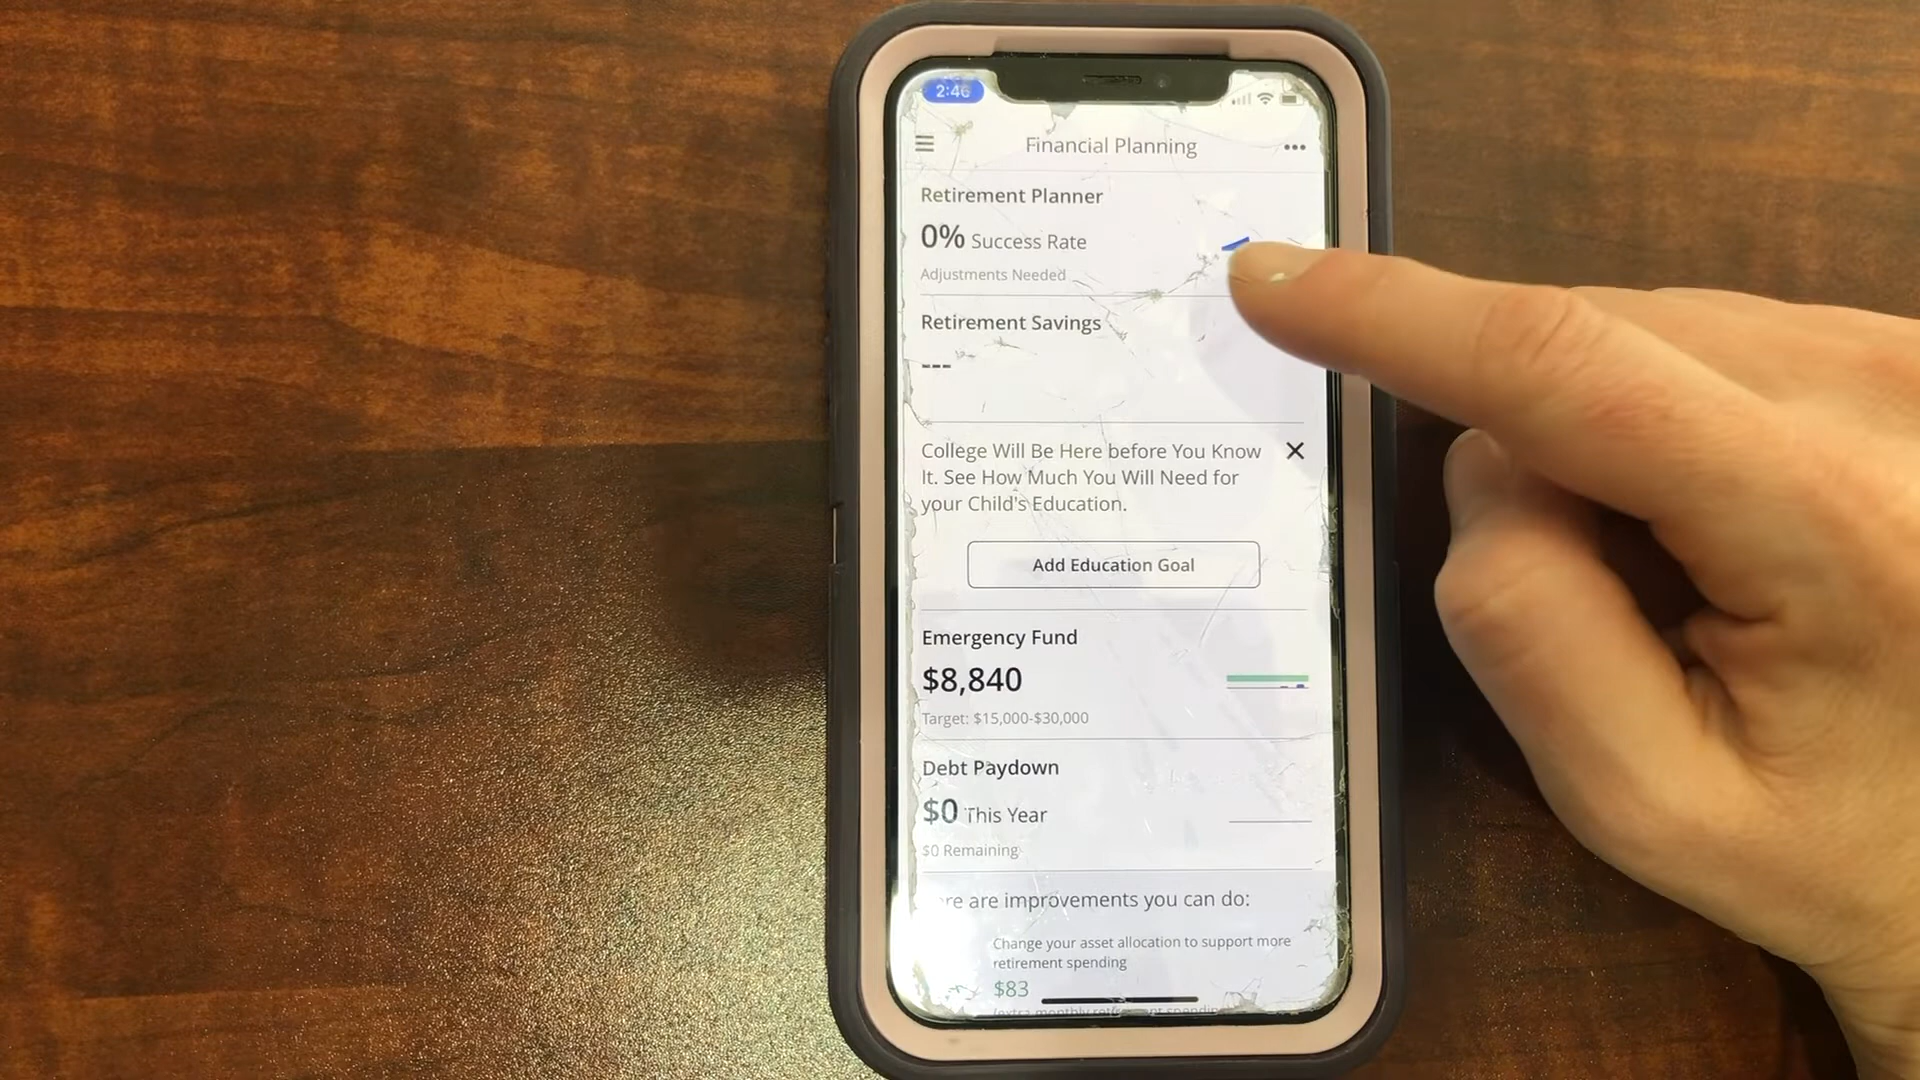 2:46
Financial Planning
Retirement Planner
0% Success Rate
Adjustments Needed
Retirement Savings
---
College Will Be Here before You Know
It. See How Much You Will Need for
your Child's Education.
Add Education Goal
Emergency Fund
$8,840
Target: $15,000-$30,000
Debt Paydown
$0 This Year
$0 Remaining
are improvements you can do:
Change your asset allocation to support more
retirement spending
$83